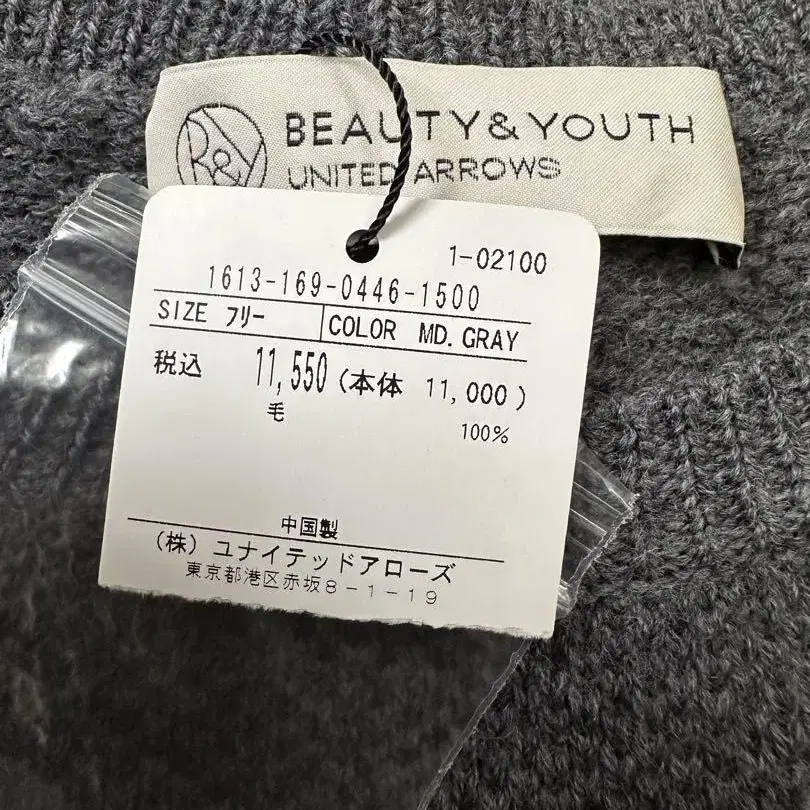 B&Y
BEAUTY&YOUTH
UNITED ARROWS
1-02100
1613-169-0446-1500
SIZE フリー COLOR MD. GRAY
税込 11,550 (本体 11,000)
毛 100%
中国製
(株) ユナイテッドアローズ
東京都港区赤坂8-1-19